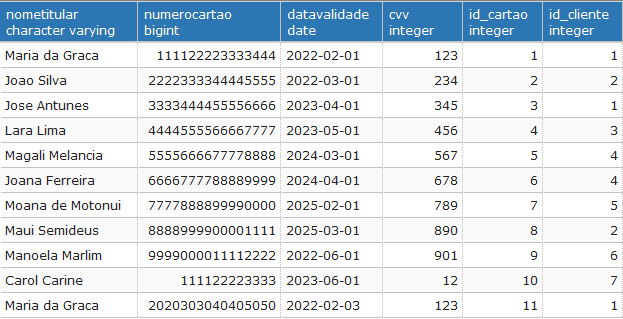 nometitular numerocartao datavalidade cvv id_cartao id_cliente
character varying bigint date integer integer integer
Maria da Graca 111122223333444 2022-02-01 123 1 1
Joao Silva 2222333344445555 2022-03-01 234 2 2
Jose Antunes 3333444455556666 2023-04-01 345 3 1
Lara Lima 4444555566667777 2023-05-01 456 4 3
Magali Melancia 5555666677778888 2024-03-01 567 5 4
Joana Ferreira 6666777788889999 2024-04-01 678 6 4
Moana de Motonui 7777888899990000 2025-02-01 789 7 5
Maui Semideus 8888999900001111 2025-03-01 890 8 2
Manoela Marlim 9999000011112222 2022-06-01 901 9 6
Carol Carine 111122223333 2023-06-01 12 10 7
Maria da Graca 2020303040405050 2022-02-03 123 11 1